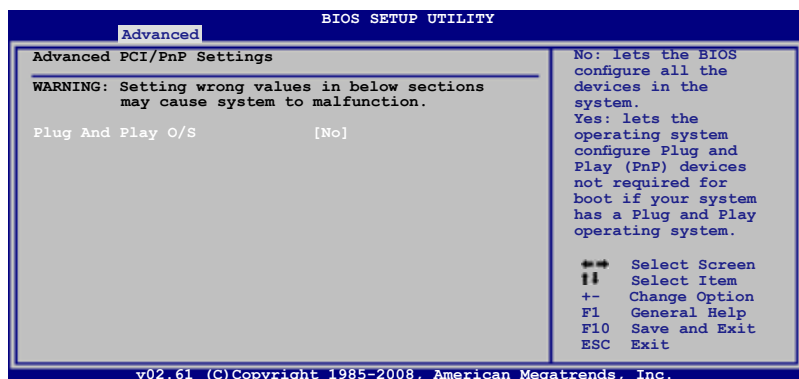 BIOS SETUP UTILITY
Advanced
Advanced PCI/PnP Settings
WARNING: Setting wrong values in below sections
may cause system to malfunction.
Plug And Play O/S [No]
No: lets the BIOS
configure all the
devices in the
system.
Yes: lets the
operating system
configure Plug and
Play (PnP) devices
not required for
boot if your system
has a Plug and Play
operating system.
←→ Select Screen
↑↓ Select Item
+- Change Option
F1 General Help
F10 Save and Exit
ESC Exit
v02.61 (C)Copyright 1985-2008, American Megatrends, Inc.